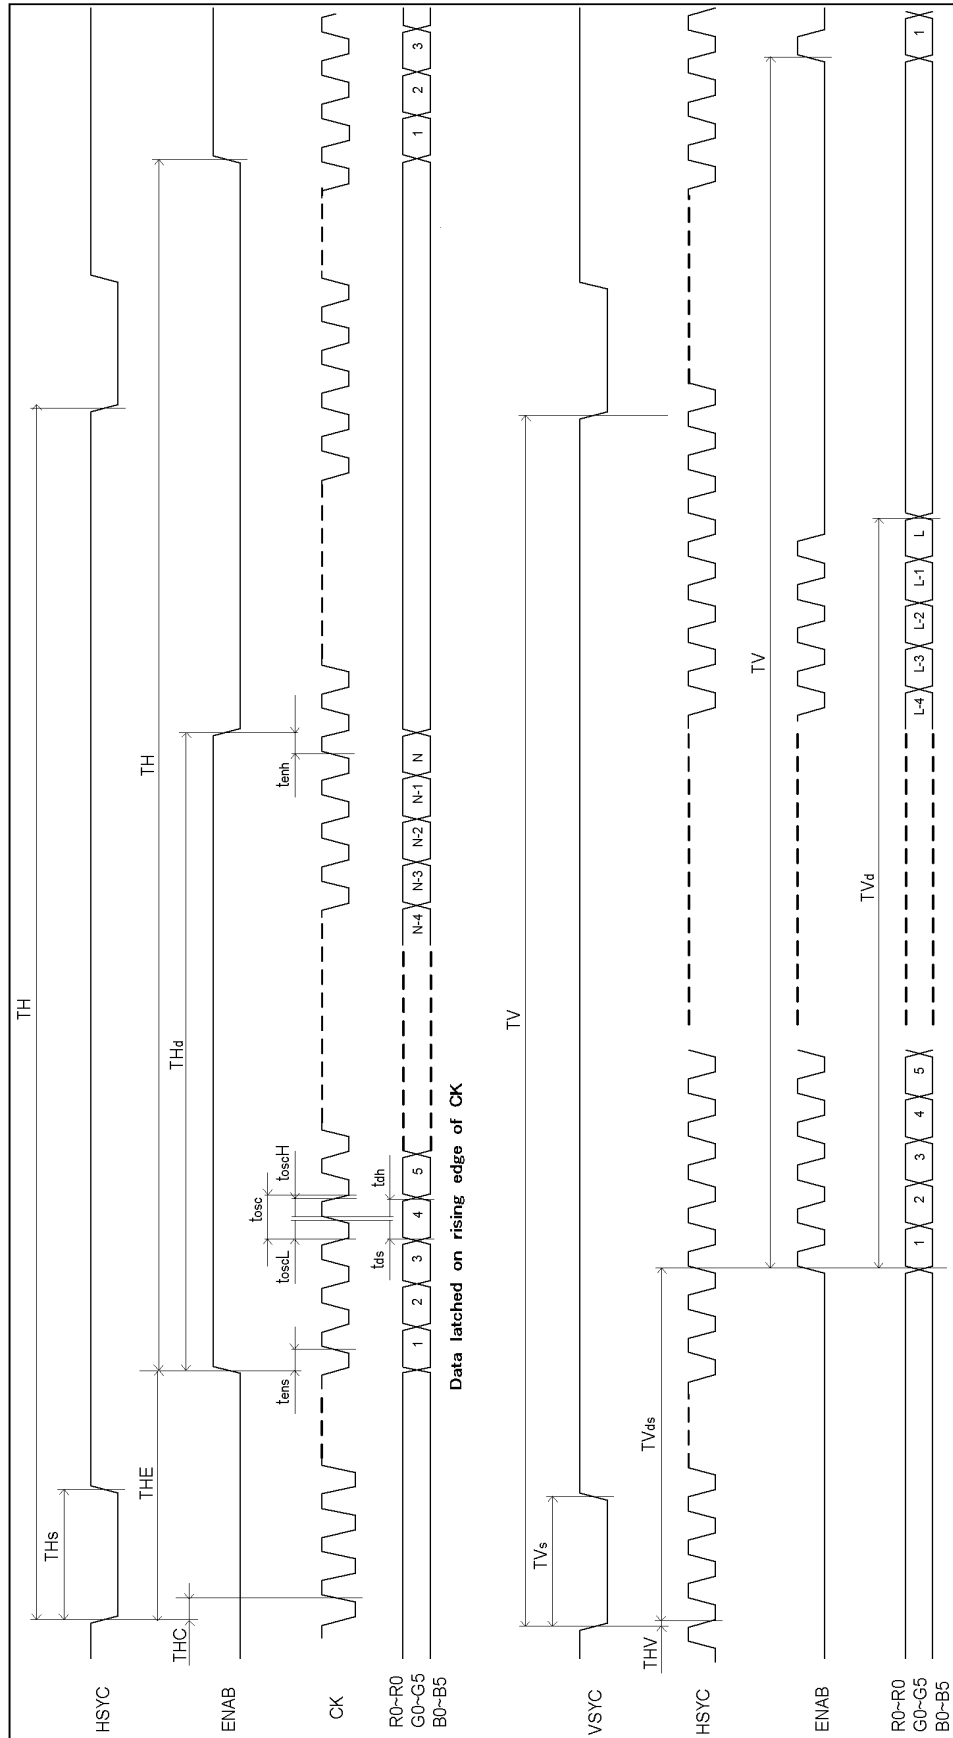 TH
THs
HSYC
THE
TH
THC
THd
ENAB
tens
toscL
tosc
toscH
tenh
CK
tds
tdh
R0~R0
G0~G5
B0~B5
1 2 3 4 5 N-4 N-3 N-2 N-1 N 1 2 3
Data latched on rising edge of CK
TV
TVs
VSYC
THV
TVds
TV
HSYC
TVd
ENAB
R0~R0
G0~G5
B0~B5
1 2 3 4 5 L-4 L-3 L-2 L-1 L 1